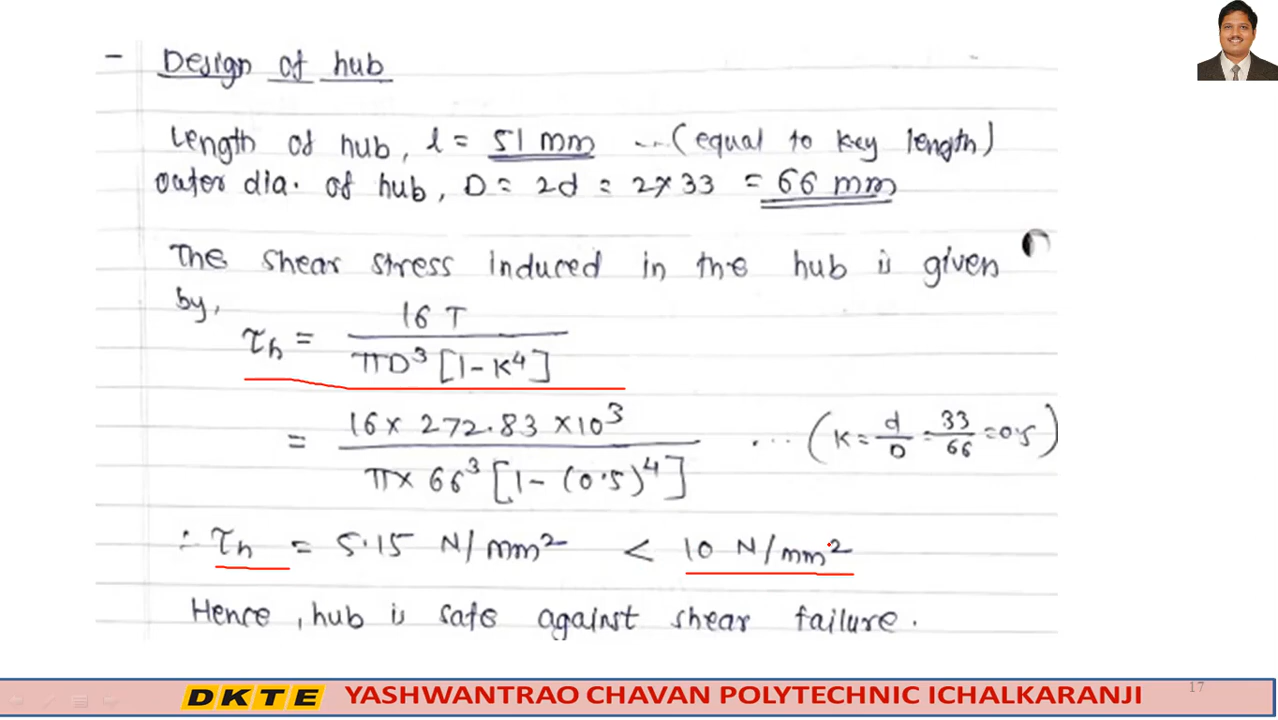 - Design of hub
Length of hub, l = 51 mm ---(equal to key length)
outer dia. of hub, D = 2d = 2×33 = 66 mm
The shear stress induced in the hub is given
by,
τh = 16 T / πD³ [1-K⁴]
= 16 × 272.83 × 10³ / π × 66³ [1-(0.5)⁴] ... (K = d/D = 33/66 = 0.5)
∴ τh = 5.15 N/mm² < 10 N/mm²
Hence, hub is safe against shear failure.
DKTE YASHWANTRAO CHAVAN POLYTECHNIC ICHALKARANJI
17